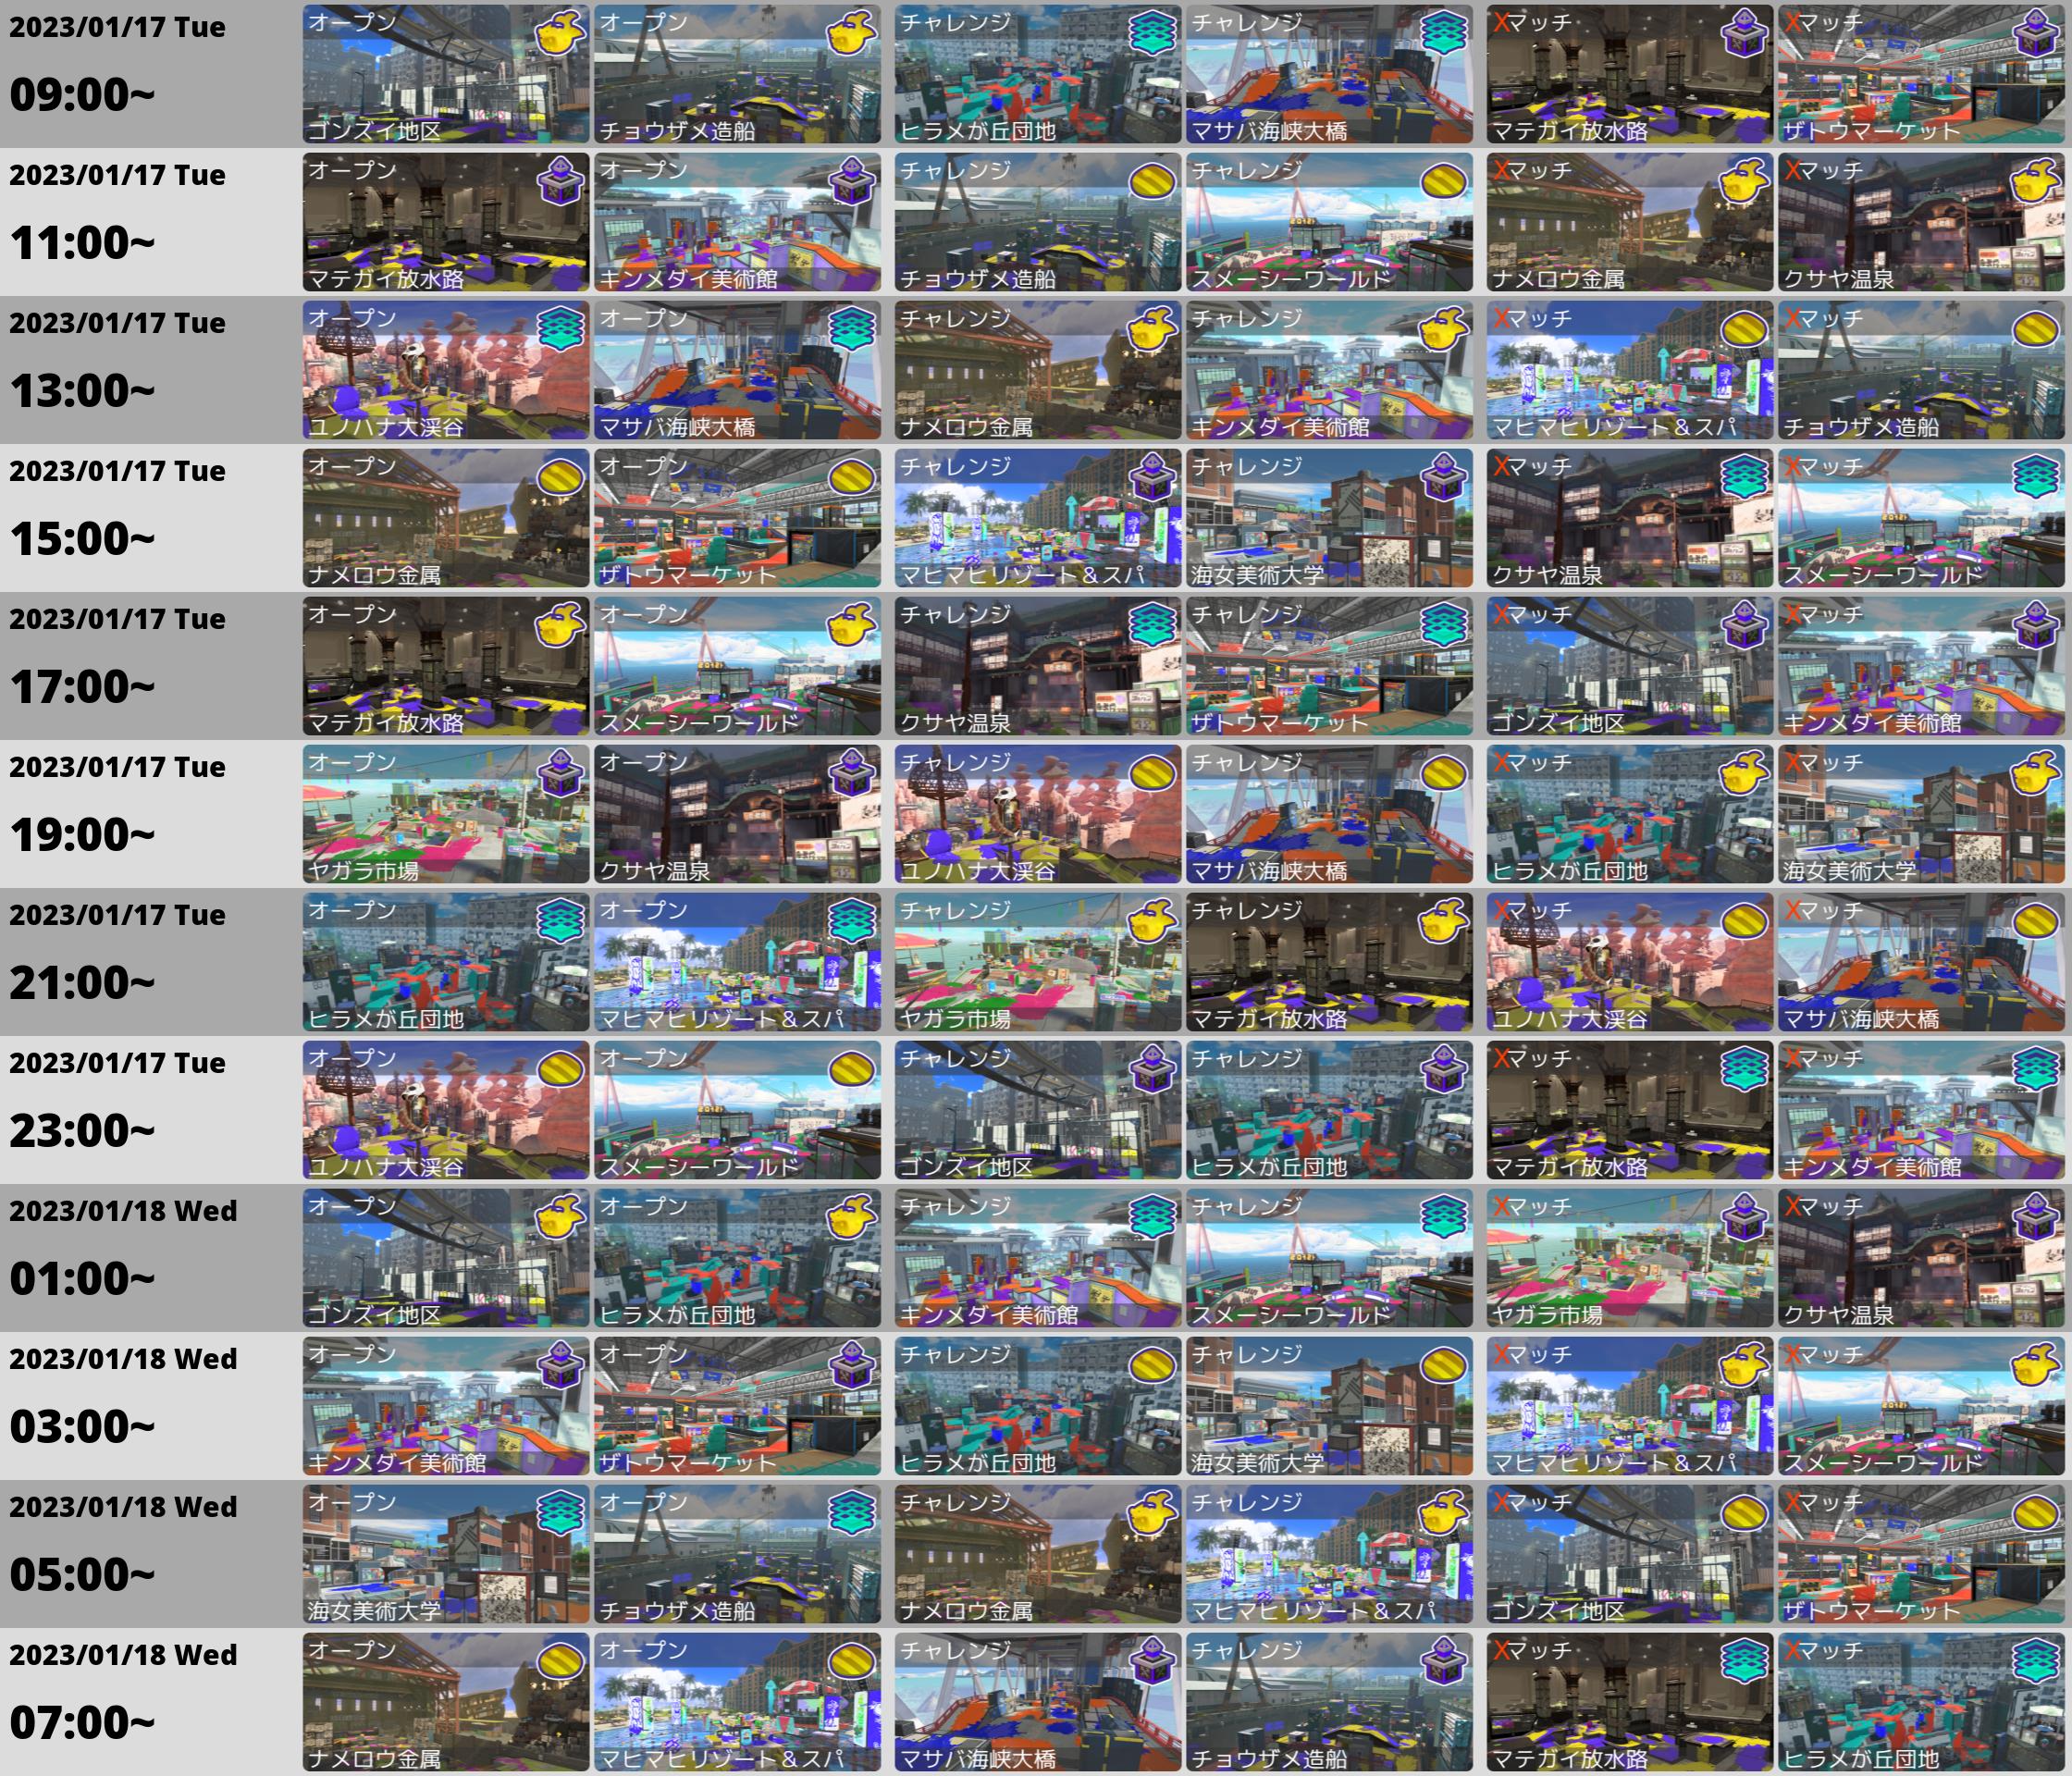 2023/01/17 Tue
09:00~
オープン オープン チャレンジ チャレンジ Xマッチ Xマッチ
ゴンズイ地区 チョウザメ造船 ヒラメが丘団地 マサバ海峡大橋 マテガイ放水路 ザトウマーケット
2023/01/17 Tue
11:00~
オープン オープン チャレンジ チャレンジ Xマッチ Xマッチ
マテガイ放水路 キンメダイ美術館 チョウザメ造船 スメーシーワールド ナメロウ金属 クサヤ温泉
2023/01/17 Tue
13:00~
オープン オープン チャレンジ チャレンジ Xマッチ Xマッチ
ユノハナ大渓谷 マサバ海峡大橋 ナメロウ金属 キンメダイ美術館 マヒマヒリゾート＆スパ チョウザメ造船
2023/01/17 Tue
15:00~
オープン オープン チャレンジ チャレンジ Xマッチ Xマッチ
ナメロウ金属 ザトウマーケット マヒマヒリゾート＆スパ 海女美術大学 クサヤ温泉 スメーシーワールド
2023/01/17 Tue
17:00~
オープン オープン チャレンジ チャレンジ Xマッチ Xマッチ
マテガイ放水路 スメーシーワールド クサヤ温泉 ザトウマーケット ゴンズイ地区 キンメダイ美術館
2023/01/17 Tue
19:00~
オープン オープン チャレンジ チャレンジ Xマッチ Xマッチ
ヤガラ市場 クサヤ温泉 ユノハナ大渓谷 マサバ海峡大橋 ヒラメが丘団地 海女美術大学
2023/01/17 Tue
21:00~
オープン オープン チャレンジ チャレンジ Xマッチ Xマッチ
ヒラメが丘団地 マヒマヒリゾート＆スパ ヤガラ市場 マテガイ放水路 ユノハナ大渓谷 マサバ海峡大橋
2023/01/17 Tue
23:00~
オープン オープン チャレンジ チャレンジ Xマッチ Xマッチ
ユノハナ大渓谷 スメーシーワールド ゴンズイ地区 ヒラメが丘団地 マテガイ放水路 キンメダイ美術館
2023/01/18 Wed
01:00~
オープン オープン チャレンジ チャレンジ Xマッチ Xマッチ
ゴンズイ地区 ヒラメが丘団地 キンメダイ美術館 スメーシーワールド ヤガラ市場 クサヤ温泉
2023/01/18 Wed
03:00~
オープン オープン チャレンジ チャレンジ Xマッチ Xマッチ
キンメダイ美術館 ザトウマーケット ヒラメが丘団地 海女美術大学 マヒマヒリゾート＆スパ スメーシーワールド
2023/01/18 Wed
05:00~
オープン オープン チャレンジ チャレンジ Xマッチ Xマッチ
海女美術大学 チョウザメ造船 ナメロウ金属 マヒマヒリゾート＆スパ ゴンズイ地区 ザトウマーケット
2023/01/18 Wed
07:00~
オープン オープン チャレンジ チャレンジ Xマッチ Xマッチ
ナメロウ金属 マヒマヒリゾート＆スパ マサバ海峡大橋 チョウザメ造船 マテガイ放水路 ヒラメが丘団地